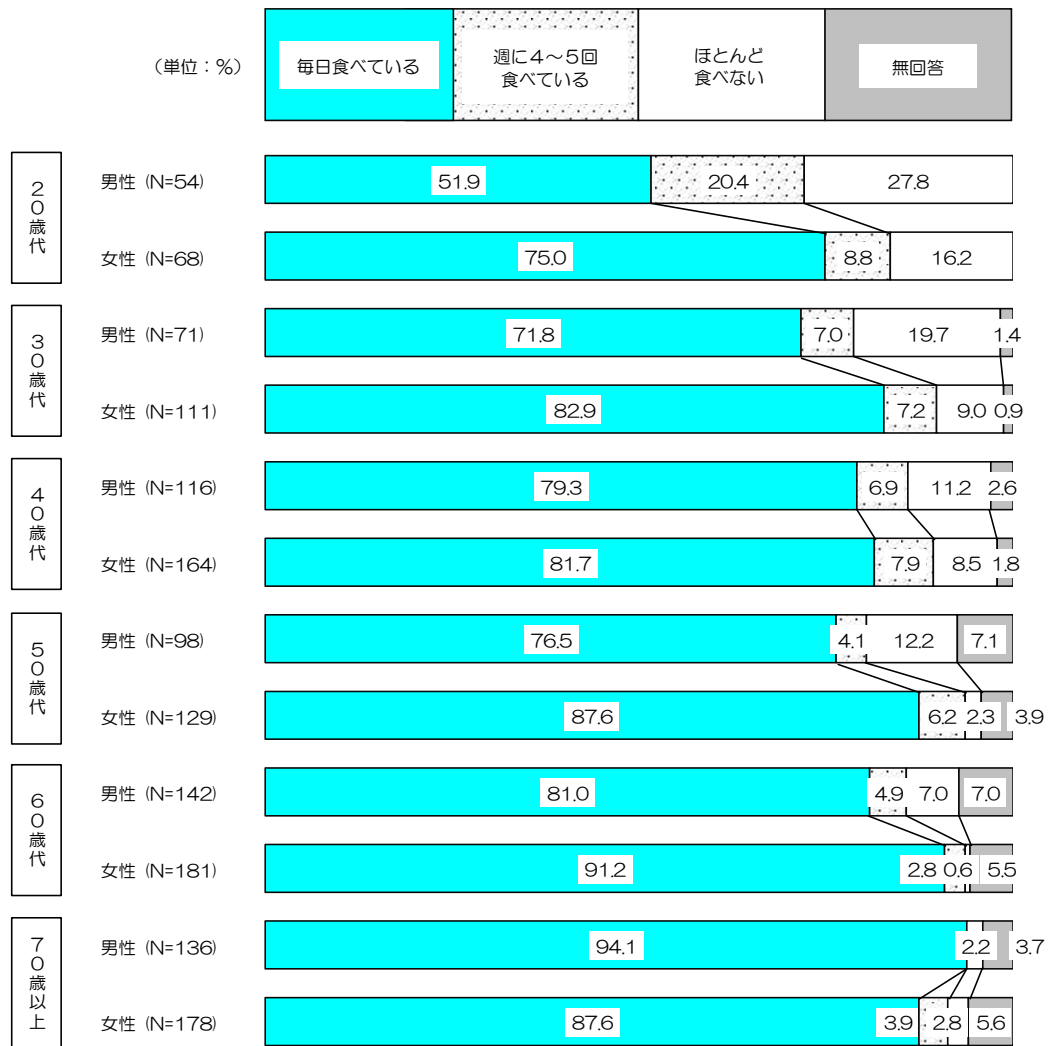 （単位：％）
毎日食べている
週に４～５回
食べている
ほとんど
食べない
無回答
２０歳代
男性 (N=54)
51.9 20.4 27.8
女性 (N=68)
75.0 8.8 16.2
３０歳代
男性 (N=71)
71.8 7.0 19.7 1.4
女性 (N=111)
82.9 7.2 9.0 0.9
４０歳代
男性 (N=116)
79.3 6.9 11.2 2.6
女性 (N=164)
81.7 7.9 8.5 1.8
５０歳代
男性 (N=98)
76.5 4.1 12.2 7.1
女性 (N=129)
87.6 6.2 2.3 3.9
６０歳代
男性 (N=142)
81.0 4.9 7.0 7.0
女性 (N=181)
91.2 2.8 0.6 5.5
７０歳以上
男性 (N=136)
94.1 2.2 3.7
女性 (N=178)
87.6 3.9 2.8 5.6